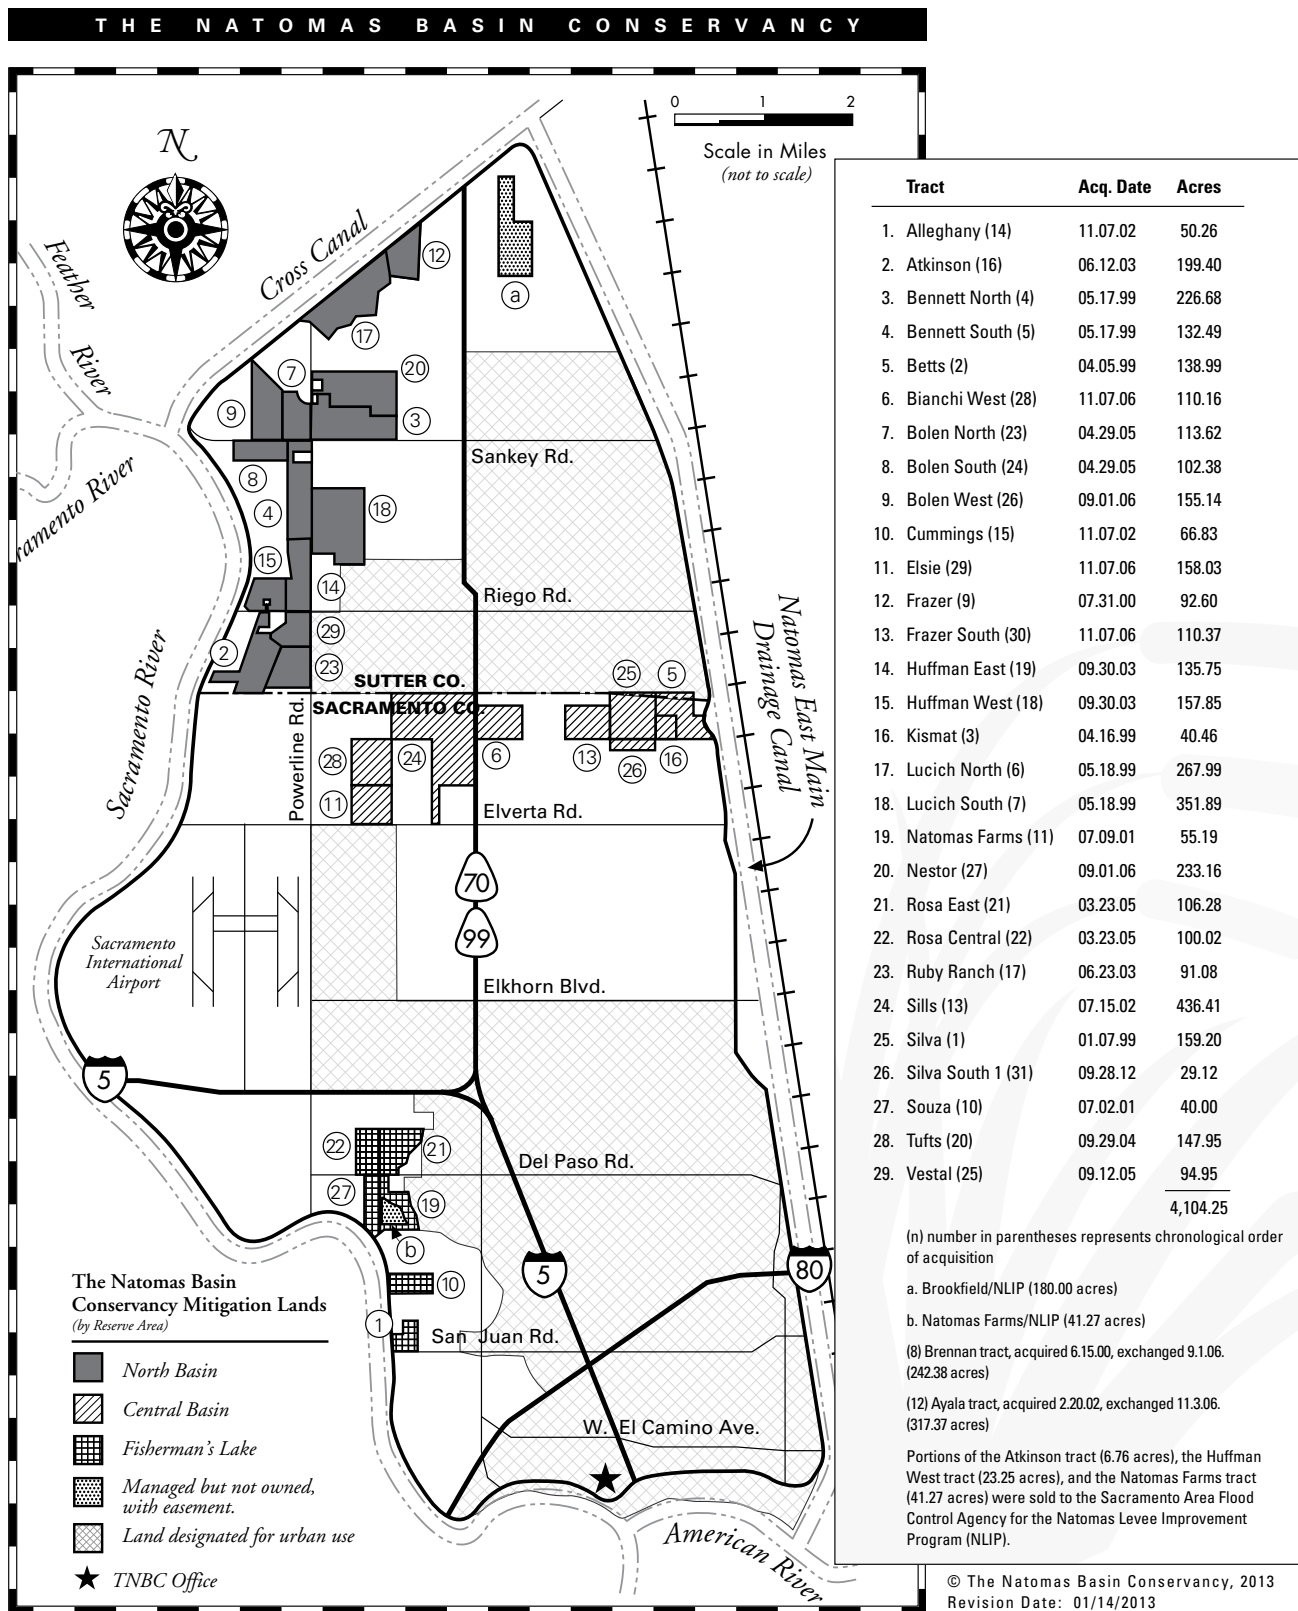 THE NATOMAS BASIN CONSERVANCY
0 1 2
Scale in Miles
(not to scale)
N
Cross Canal
Feather
River
Sacramento River
12
a
17
7
20
9
3
Sankey Rd.
8
4
18
15
14
Riego Rd.
29
2
23
25
5
SUTTER CO.
SACRAMENTO CO.
Natomas East Main
Drainage Canal
Sacramento River
Powerline Rd.
28
24
6
13
26
16
11
Elverta Rd.
70
99
Sacramento
International
Airport
Elkhorn Blvd.
5
22
21
Del Paso Rd.
27
19
b
10
5
80
1
San Juan Rd.
W. El Camino Ave.
American River
The Natomas Basin
Conservancy Mitigation Lands
(by Reserve Area)
North Basin
Central Basin
Fisherman's Lake
Managed but not owned,
with easement.
Land designated for urban use
TNBC Office
Tract Acq. Date Acres
1. Alleghany (14) 11.07.02 50.26
2. Atkinson (16) 06.12.03 199.40
3. Bennett North (4) 05.17.99 226.68
4. Bennett South (5) 05.17.99 132.49
5. Betts (2) 04.05.99 138.99
6. Bianchi West (28) 11.07.06 110.16
7. Bolen North (23) 04.29.05 113.62
8. Bolen South (24) 04.29.05 102.38
9. Bolen West (26) 09.01.06 155.14
10. Cummings (15) 11.07.02 66.83
11. Elsie (29) 11.07.06 158.03
12. Frazer (9) 07.31.00 92.60
13. Frazer South (30) 11.07.06 110.37
14. Huffman East (19) 09.30.03 135.75
15. Huffman West (18) 09.30.03 157.85
16. Kismat (3) 04.16.99 40.46
17. Lucich North (6) 05.18.99 267.99
18. Lucich South (7) 05.18.99 351.89
19. Natomas Farms (11) 07.09.01 55.19
20. Nestor (27) 09.01.06 233.16
21. Rosa East (21) 03.23.05 106.28
22. Rosa Central (22) 03.23.05 100.02
23. Ruby Ranch (17) 06.23.03 91.08
24. Sills (13) 07.15.02 436.41
25. Silva (1) 01.07.99 159.20
26. Silva South 1 (31) 09.28.12 29.12
27. Souza (10) 07.02.01 40.00
28. Tufts (20) 09.29.04 147.95
29. Vestal (25) 09.12.05 94.95
4,104.25
(n) number in parentheses represents chronological order
of acquisition
a. Brookfield/NLIP (180.00 acres)
b. Natomas Farms/NLIP (41.27 acres)
(8) Brennan tract, acquired 6.15.00, exchanged 9.1.06.
(242.38 acres)
(12) Ayala tract, acquired 2.20.02, exchanged 11.3.06.
(317.37 acres)
Portions of the Atkinson tract (6.76 acres), the Huffman
West tract (23.25 acres), and the Natomas Farms tract
(41.27 acres) were sold to the Sacramento Area Flood
Control Agency for the Natomas Levee Improvement
Program (NLIP).
© The Natomas Basin Conservancy, 2013
Revision Date: 01/14/2013